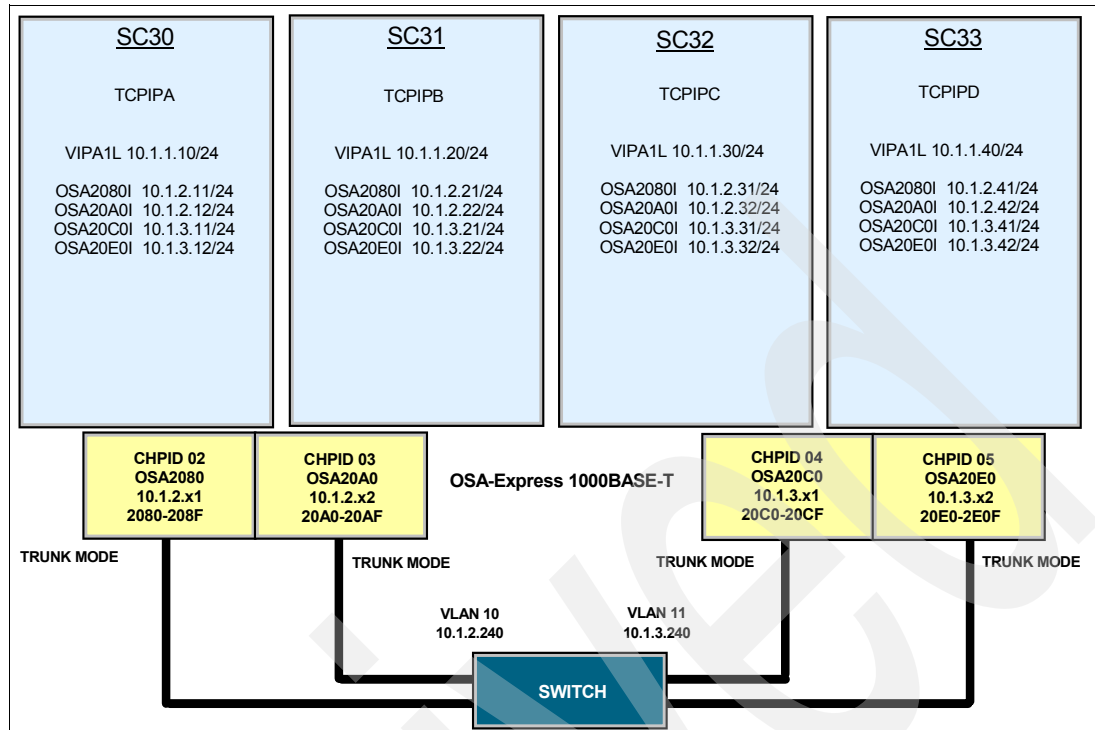 SC30
TCPIPA
VIPA1L 10.1.1.10/24
OSA2080I 10.1.2.11/24
OSA20A0I 10.1.2.12/24
OSA20C0I 10.1.3.11/24
OSA20E0I 10.1.3.12/24
SC31
TCPIPB
VIPA1L 10.1.1.20/24
OSA2080I 10.1.2.21/24
OSA20A0I 10.1.2.22/24
OSA20C0I 10.1.3.21/24
OSA20E0I 10.1.3.22/24
SC32
TCPIPC
VIPA1L 10.1.1.30/24
OSA2080I 10.1.2.31/24
OSA20A0I 10.1.2.32/24
OSA20C0I 10.1.3.31/24
OSA20E0I 10.1.3.32/24
SC33
TCPIPD
VIPA1L 10.1.1.40/24
OSA2080I 10.1.2.41/24
OSA20A0I 10.1.2.42/24
OSA20C0I 10.1.3.41/24
OSA20E0I 10.1.3.42/24
CHPID 02
OSA2080
10.1.2.x1
2080-208F
CHPID 03
OSA20A0
10.1.2.x2
20A0-20AF
OSA-Express 1000BASE-T
CHPID 04
OSA20C0
10.1.3.x1
20C0-20CF
CHPID 05
OSA20E0
10.1.3.x2
20E0-2E0F
TRUNK MODE
TRUNK MODE
TRUNK MODE
TRUNK MODE
VLAN 10
10.1.2.240
VLAN 11
10.1.3.240
SWITCH